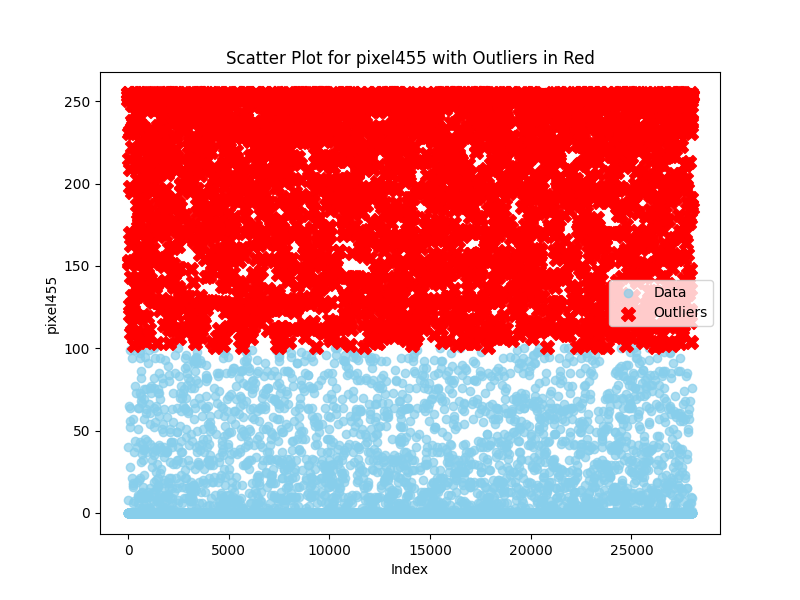 Scatter Plot for pixel455 with Outliers in Red
250
200
150
100
50
0
pixel455
Data
Outliers
0 5000 10000 15000 20000 25000
Index